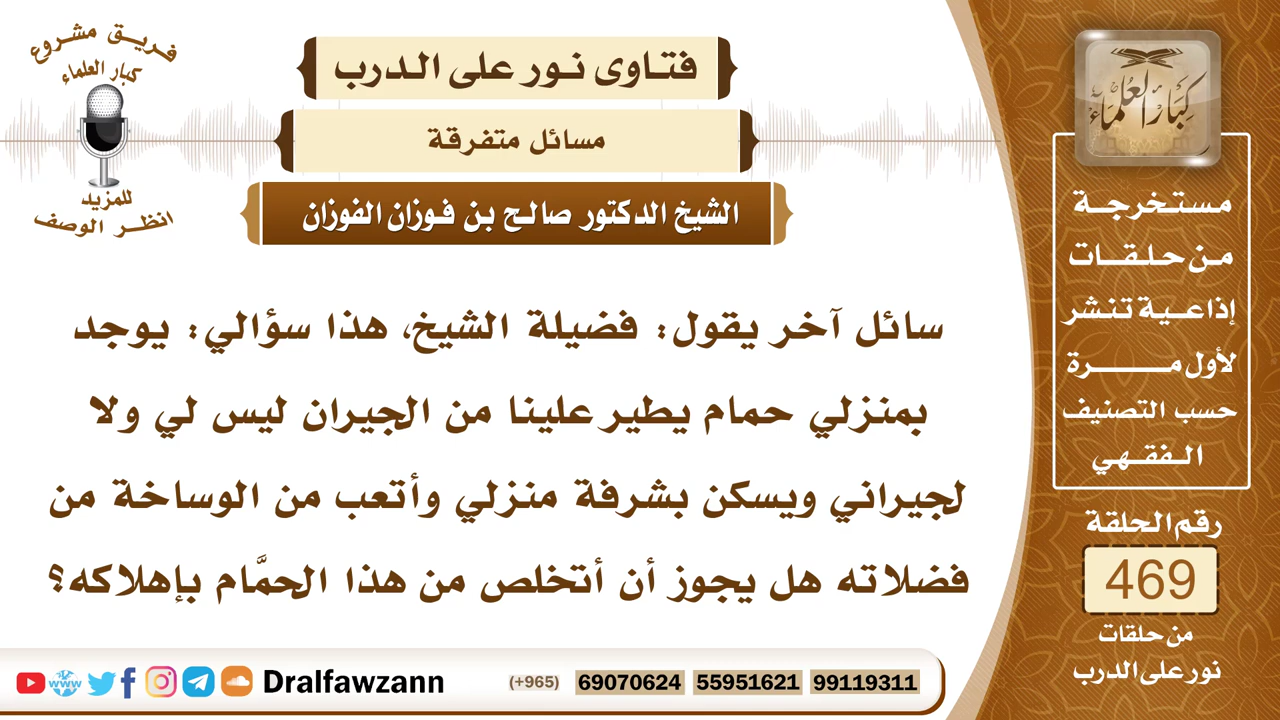 فريق مشروع
كبار العلماء
للمزيد
انظر الوصف
فتاوى نور على الدرب
مسائل متفرقة
الشيخ الدكتور صالح بن فوزان الفوزان
سائل آخر يقول: فضيلة الشيخ، هذا سؤالي: يوجد
بمنزلي حمام يطير علينا من الجيران ليس لي ولا
لجيراني ويسكن بشرفة منزلي وأتعب من الوساخة من
فضلاته هل يجوز أن أتخلص من هذا الحمَّام بإهلاكه؟
كبار العلماء
مستخرجة
من حلقات
إذاعية تنشر
لأول مرة
حسب التصنيف
الفقهي
رقم الحلقة
469
من حلقات
نور على الدرب
www Dralfawzann (+965) 69070624 55951621 99119311